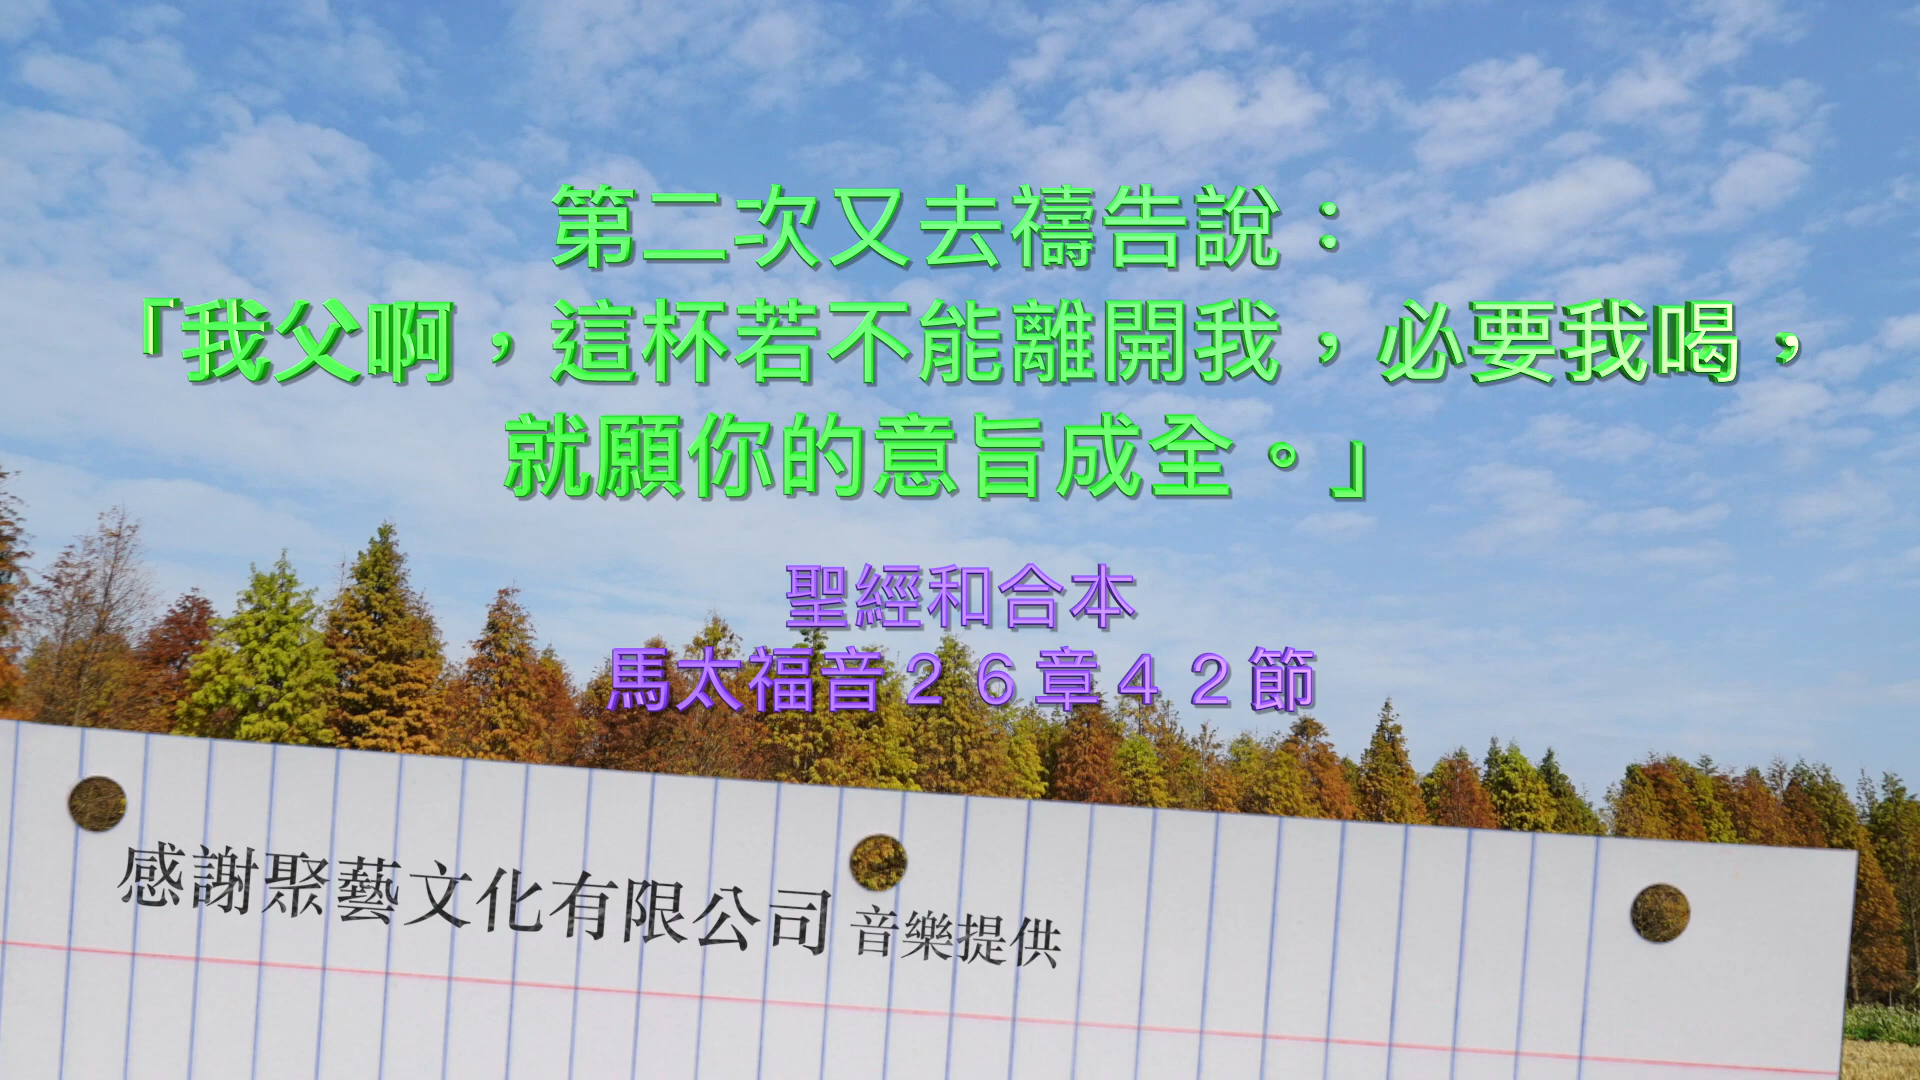 第二次又去禱告說：
「我父啊，這杯若不能離開我，必要我喝，
就願你的意旨成全。」
聖經和合本
馬太福音２６章４２節
感謝聚藝文化有限公司 音樂提供